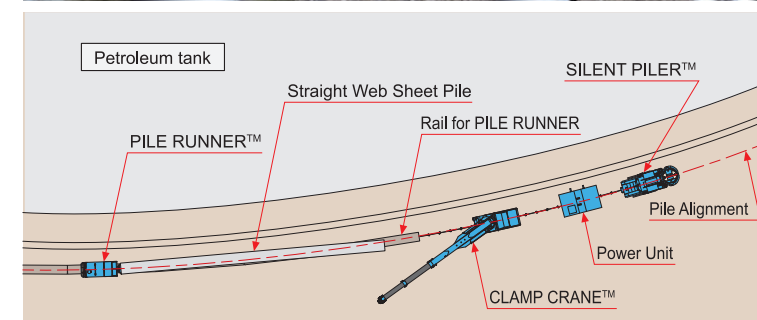 Petroleum tank
SILENT PILER™
Straight Web Sheet Pile
Rail for PILE RUNNER
PILE RUNNER™
Pile Alignment
Power Unit
CLAMP CRANE™